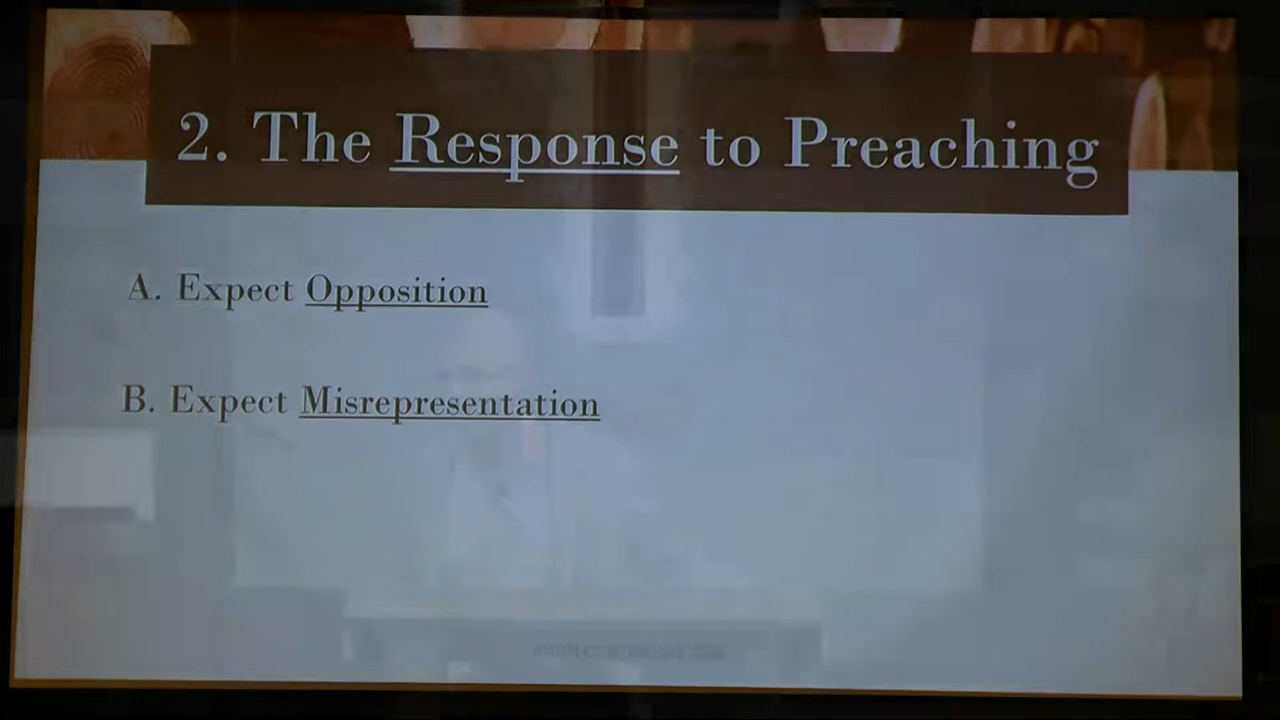 2. The Response to Preaching
A. Expect Opposition
B. Expect Misrepresentation